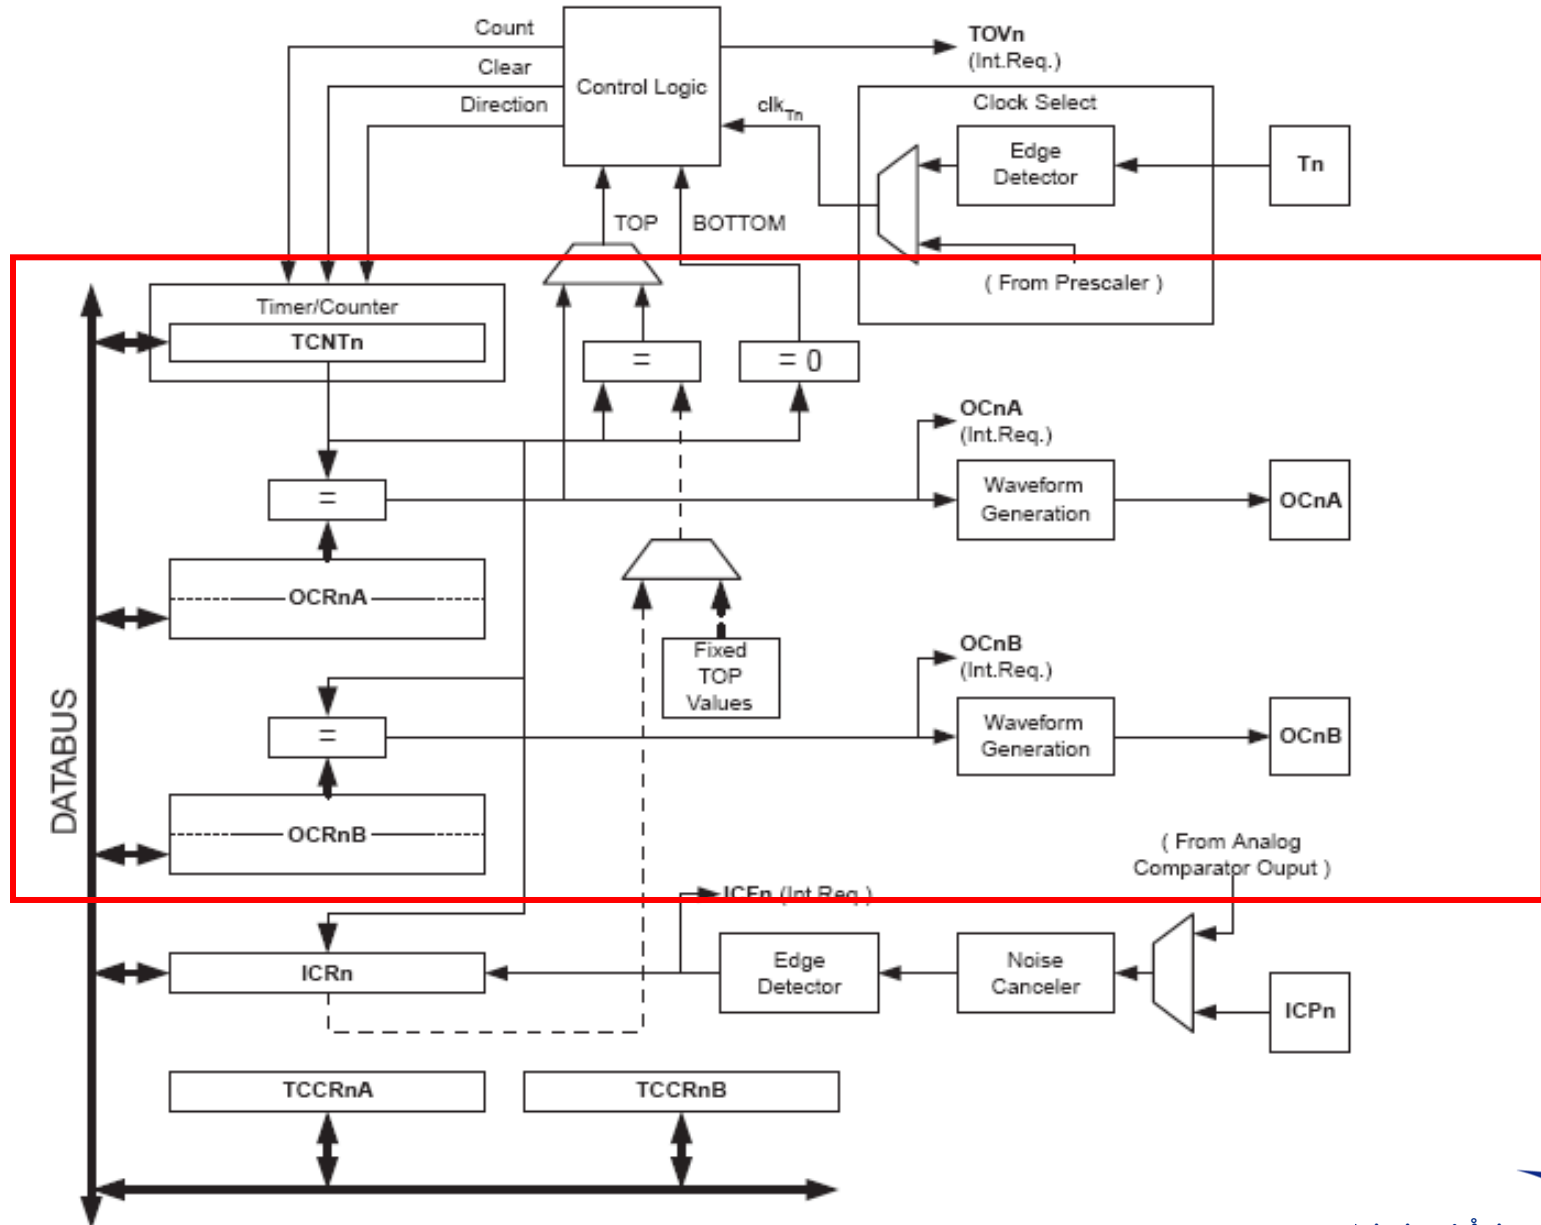 Count
Clear
Direction
Control Logic
TOVn
(Int.Req.)
clkTn
Clock Select
Edge
Detector
Tn
TOP
BOTTOM
( From Prescaler )
Timer/Counter
TCNTn
=
= 0
OCnA
(Int.Req.)
=
Waveform
Generation
OCnA
OCRnA
Fixed
TOP
Values
OCnB
(Int.Req.)
=
Waveform
Generation
OCnB
DATABUS
OCRnB
( From Analog
Comparator Ouput )
ICFn (Int.Req.)
ICRn
Edge
Detector
Noise
Canceler
ICPn
TCCRnA
TCCRnB